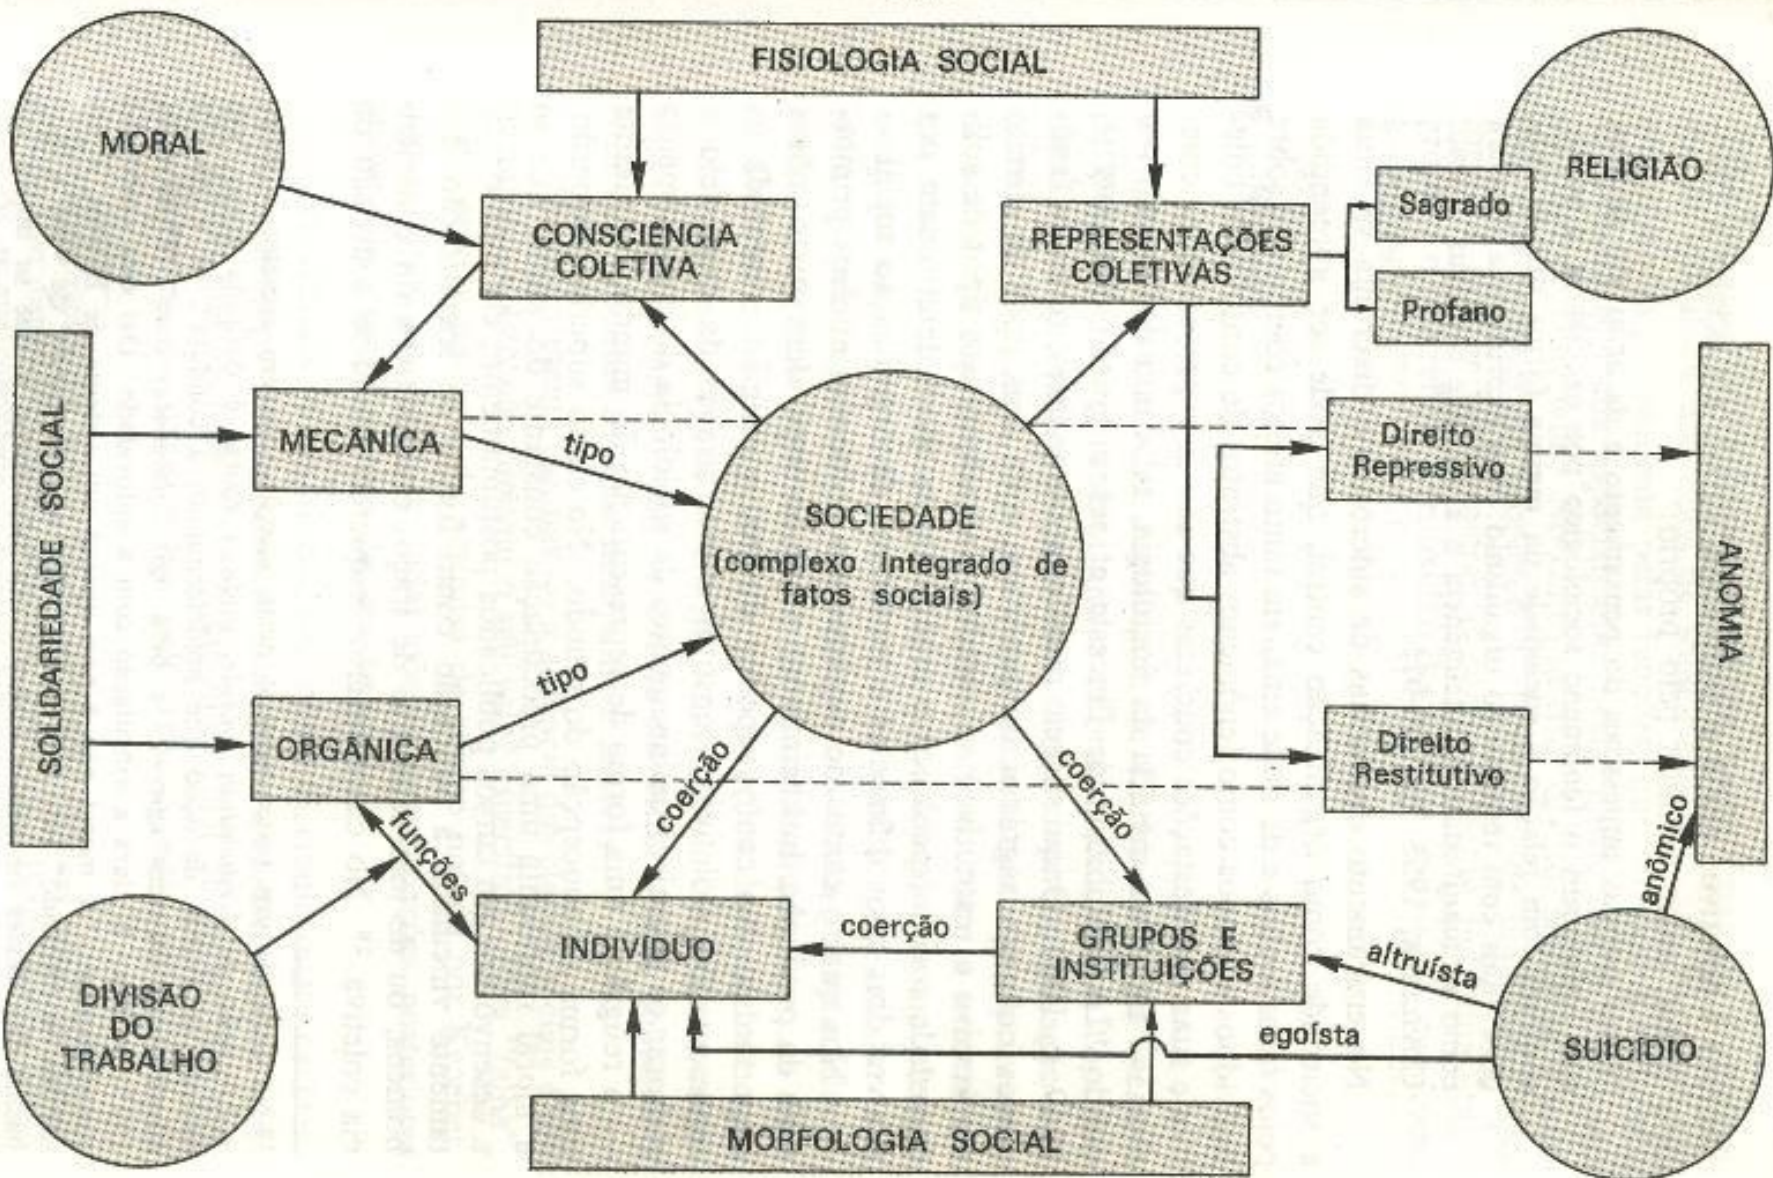 FISIOLOGIA SOCIAL
MORAL
RELIGIÃO
Sagrado
CONSCIÊNCIA
COLETIVA
REPRESENTAÇÕES
COLETIVAS
Profano
SOLIDARIEDADE SOCIAL
MECÂNICA
tipo
Direito
Repressivo
SOCIEDADE
(complexo integrado de
fatos sociais)
ANOMIA
tipo
ORGÂNICA
Direito
Restitutivo
coerção
coerção
funções
anômico
INDIVÍDUO
coerção
GRUPOS E
INSTITUIÇÕES
altruísta
DIVISÃO
DO
TRABALHO
egoísta
SUICÍDIO
MORFOLOGIA SOCIAL